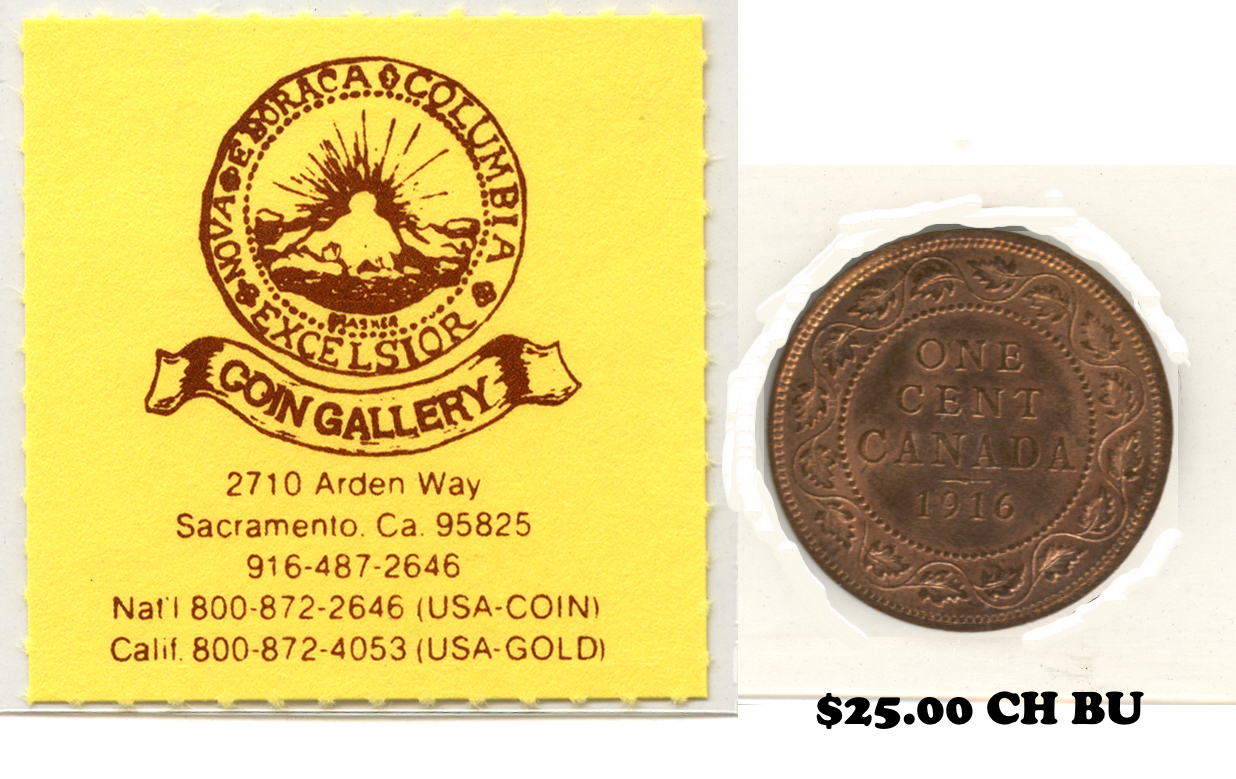 NOVA EBORACA COLUMBIA
EXCELSIOR
COIN GALLERY
2710 Arden Way
Sacramento, Ca. 95825
916-487-2646
Nat'l 800-872-2646 (USA-COIN)
Calif. 800-872-4053 (USA-GOLD)
ONE
CENT
CANADA
1916
$25.00 CH BU